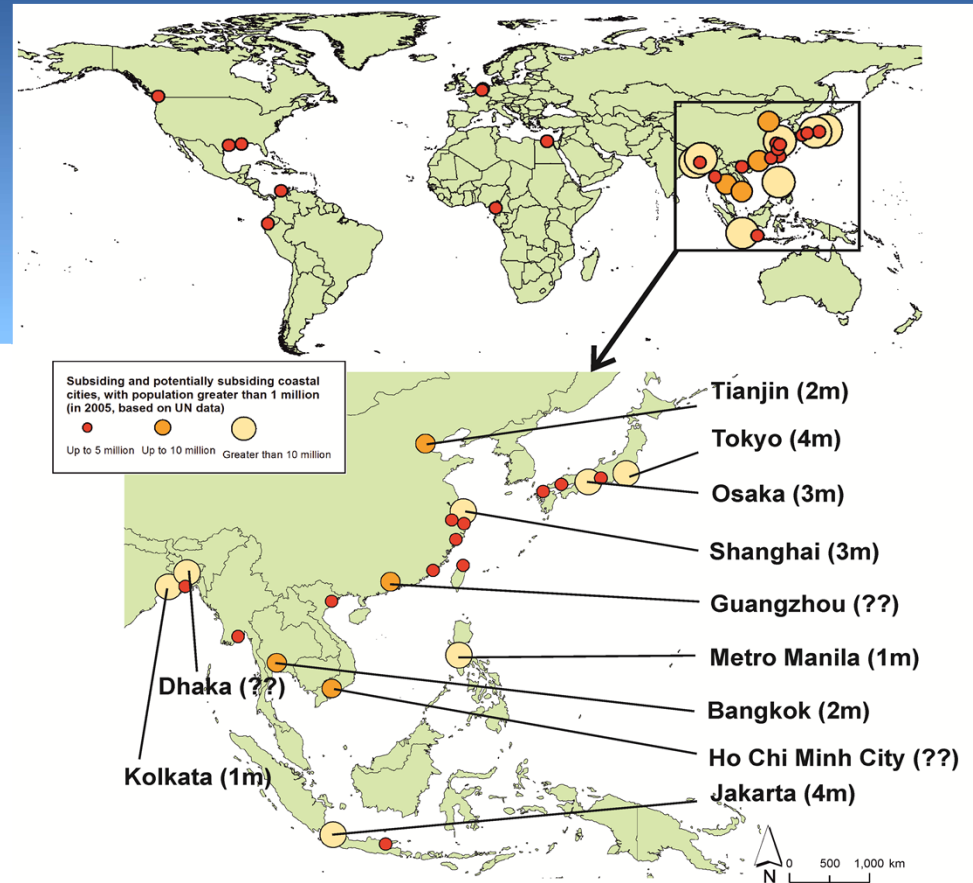 Subsiding and potentially subsiding coastal
cities, with population greater than 1 million
(in 2005, based on UN data)
Up to 5 million Up to 10 million Greater than 10 million
Tianjin (2m)
Tokyo (4m)
Osaka (3m)
Shanghai (3m)
Guangzhou (??)
Metro Manila (1m)
Dhaka (??)
Bangkok (2m)
Ho Chi Minh City (??)
Kolkata (1m)
Jakarta (4m)
N
0 500 1,000 km